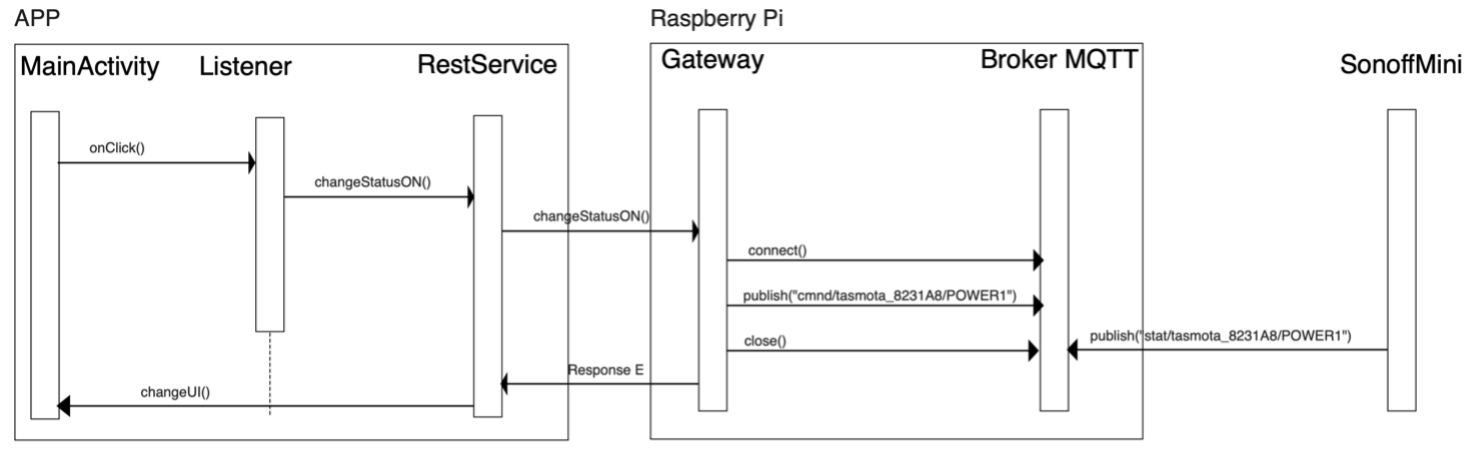 APP
Raspberry Pi
MainActivity
Listener
RestService
Gateway
Broker MQTT
SonoffMini
onClick()
changeStatusON()
changeStatusON()
connect()
publish("cmnd/tasmota_8231A8/POWER1")
close()
publish("stat/tasmota_8231A8/POWER1")
Response E
changeUI()